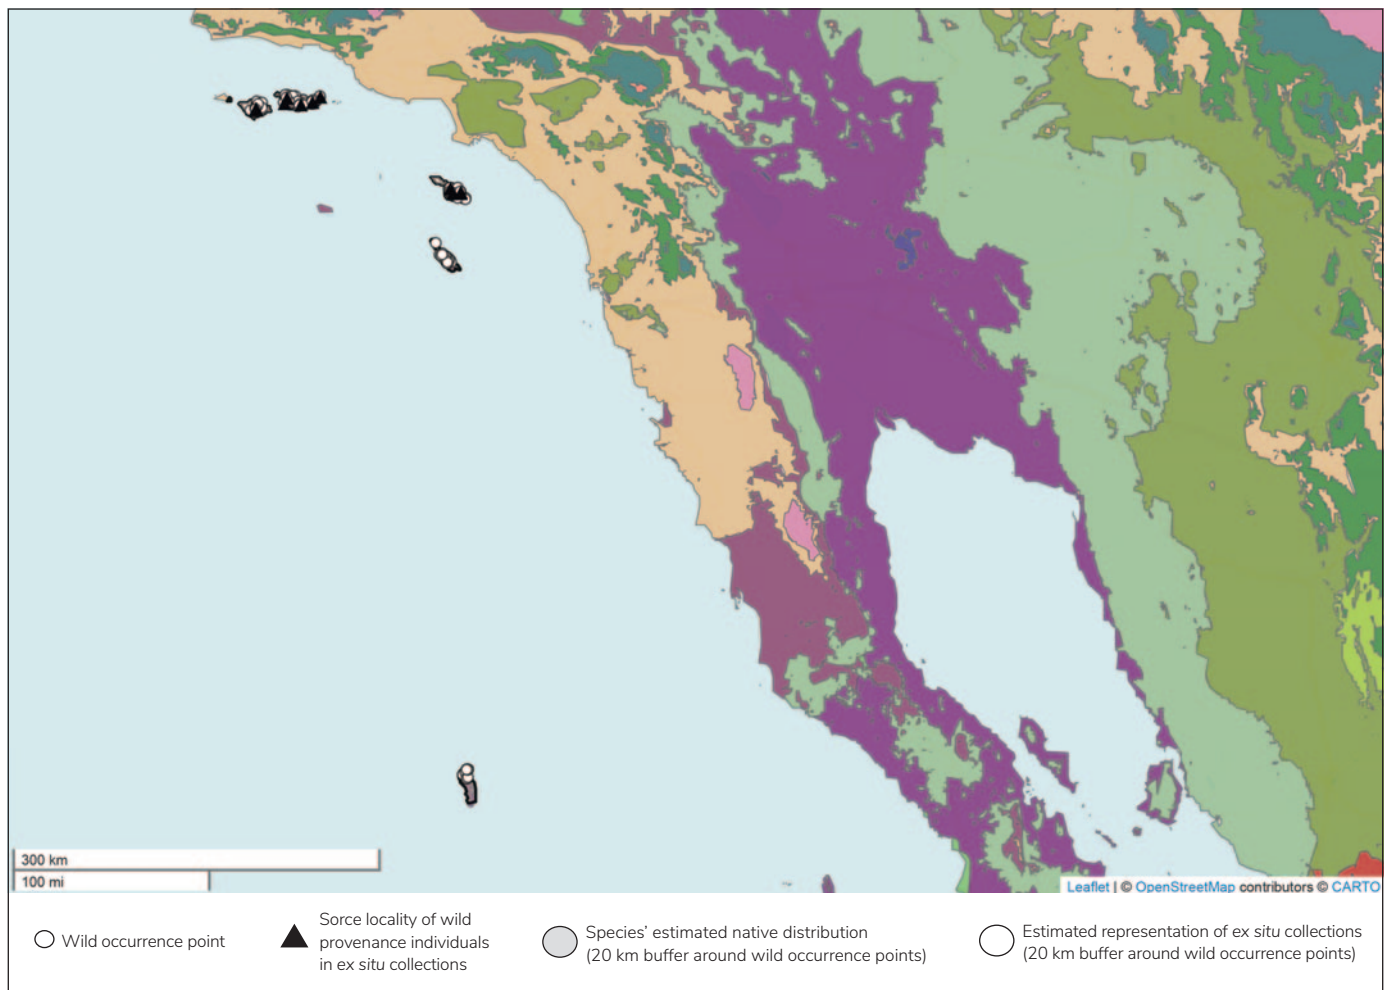 300 km
100 mi
Leaflet | © OpenStreetMap contributors © CARTO
Wild occurrence point
Sorce locality of wild
provenance individuals
in ex situ collections
Species' estimated native distribution
(20 km buffer around wild occurrence points)
Estimated representation of ex situ collections
(20 km buffer around wild occurrence points)